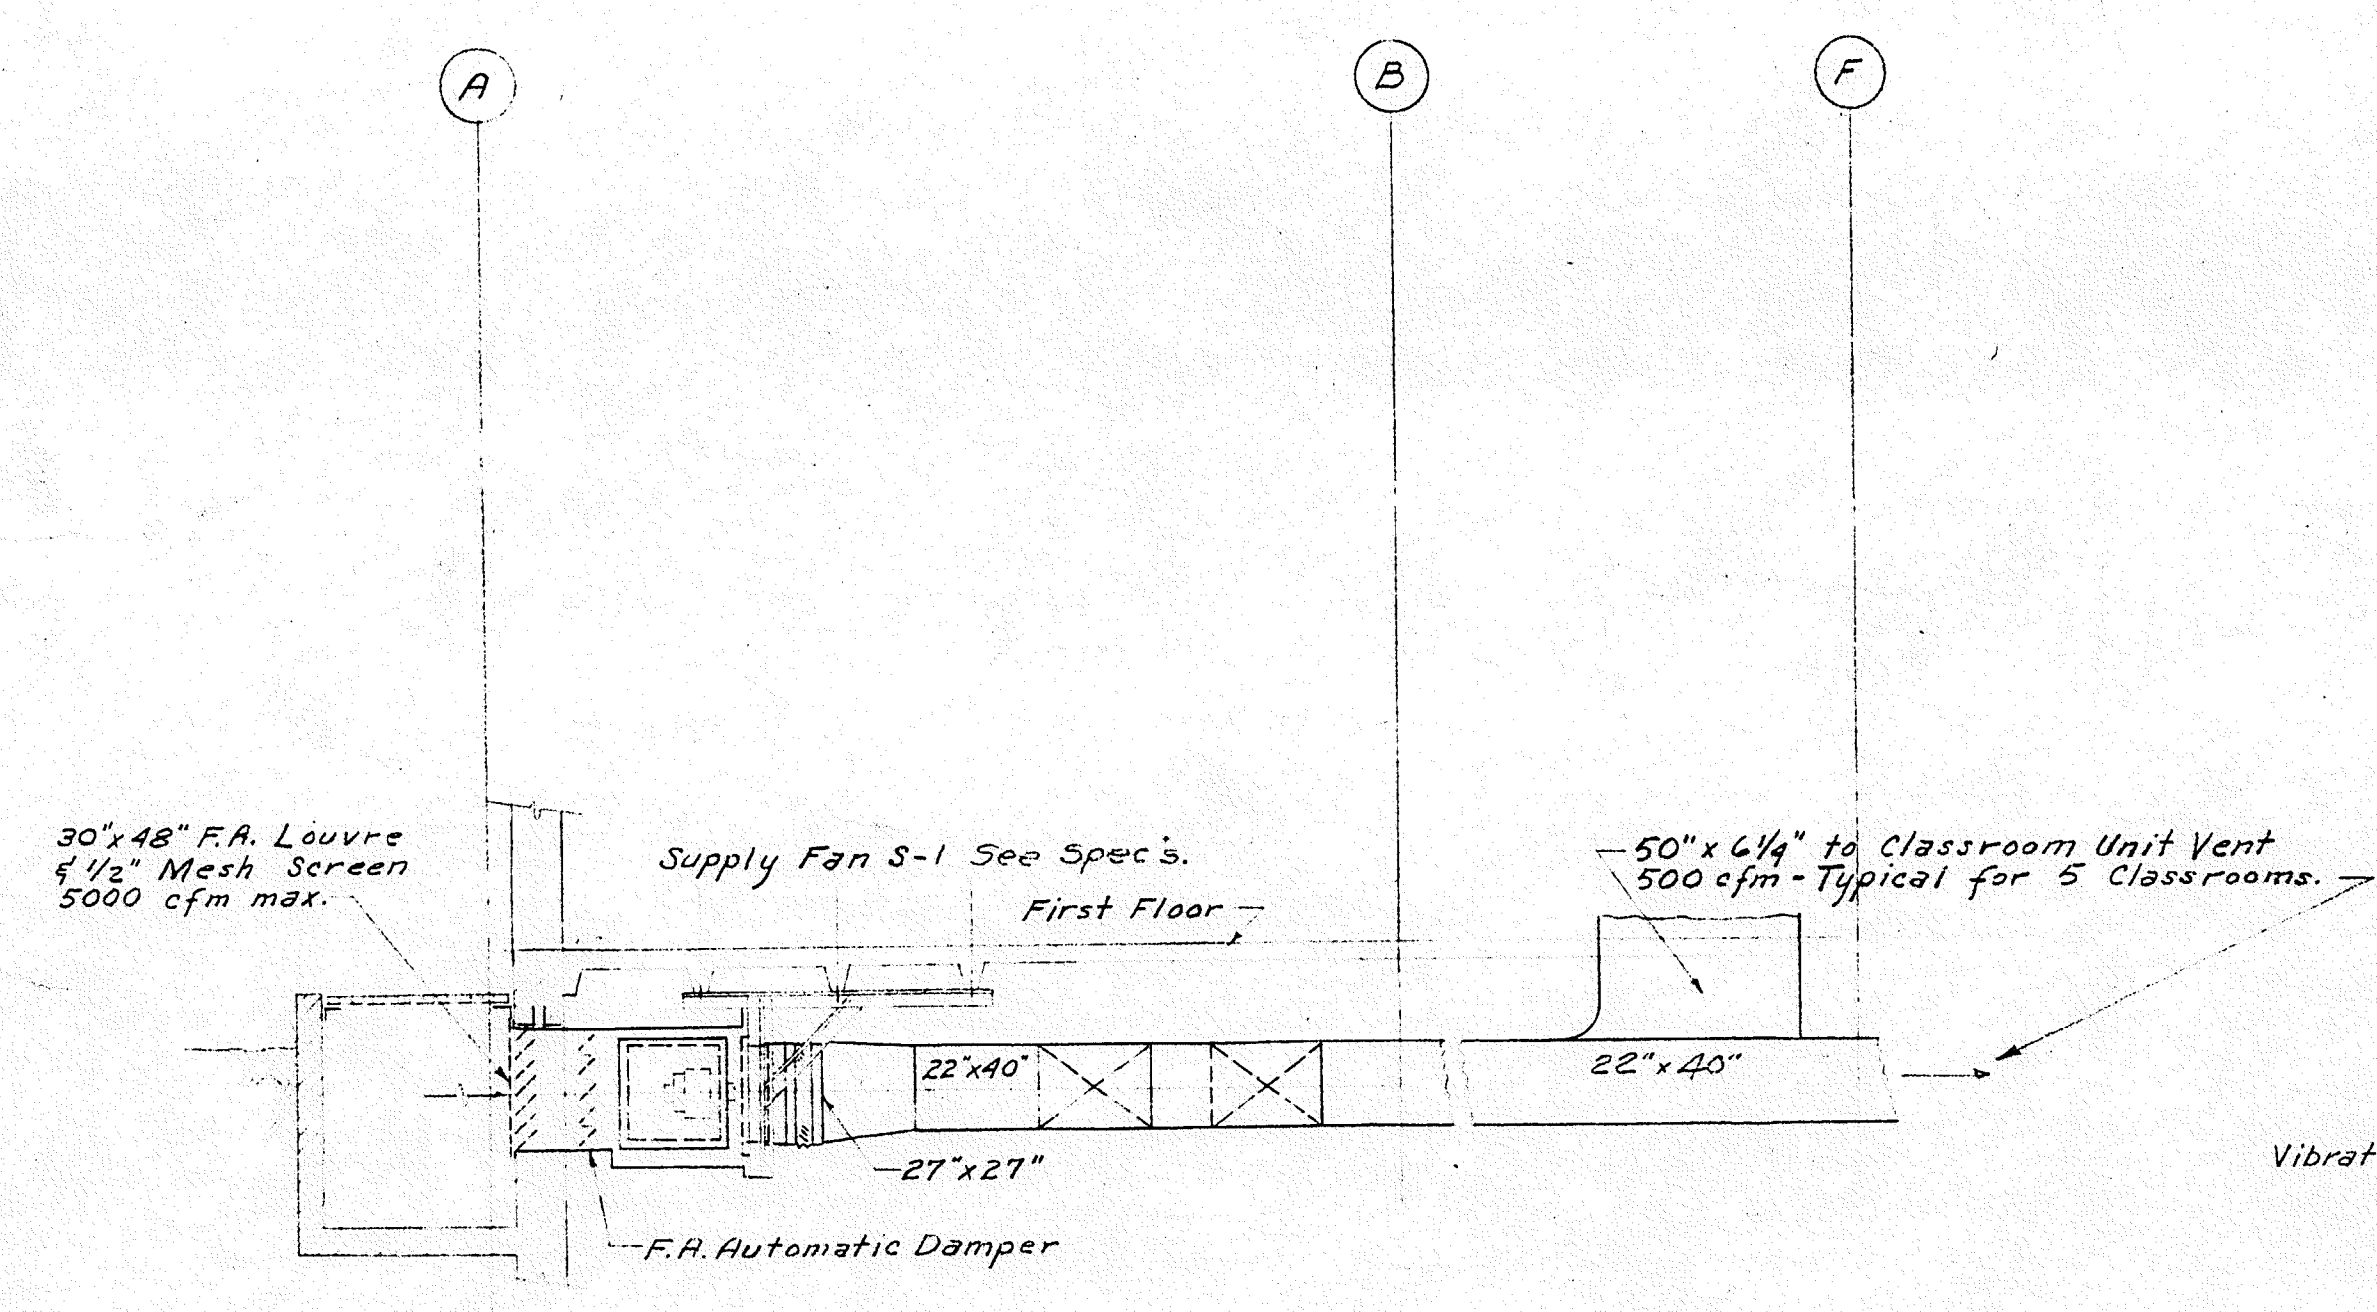 A
B
F
30"x48" F.A. Louvre
& 1/2" Mesh Screen
5000 cfm max.
Supply Fan S-1 See Spec's.
First Floor
50" x 6 1/4" to Classroom Unit Vent
500 cfm - Typical for 5 Classrooms.
22"x40"
22"x40"
27"x27"
Vibrat
F.A. Automatic Damper